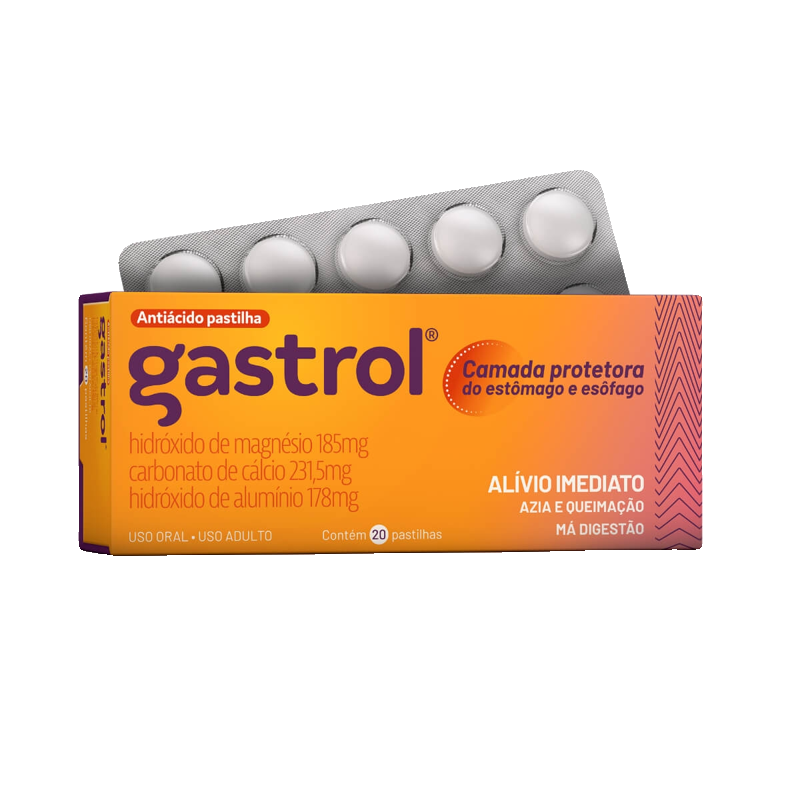 Antiácido pastilha
gastrol®
Camada protetora
do estômago e esôfago
hidróxido de magnésio 185mg
carbonato de cálcio 231,5mg
hidróxido de alumínio 178mg
ALÍVIO IMEDIATO
AZIA E QUEIMAÇÃO
MÁ DIGESTÃO
USO ORAL • USO ADULTO
Contém 20 pastilhas
gastrol